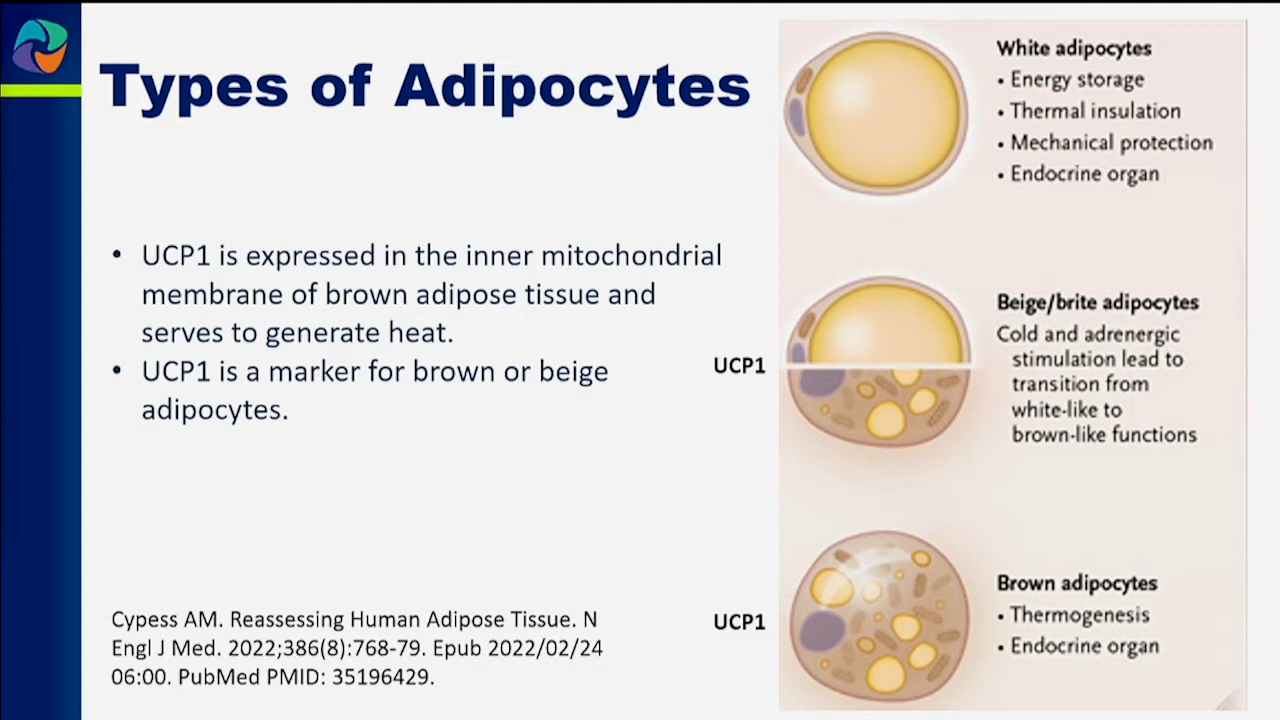 Types of Adipocytes
• UCP1 is expressed in the inner mitochondrial
membrane of brown adipose tissue and
serves to generate heat.
• UCP1 is a marker for brown or beige
adipocytes.
Cypess AM. Reassessing Human Adipose Tissue. N
Engl J Med. 2022;386(8):768-79. Epub 2022/02/24
06:00. PubMed PMID: 35196429.
White adipocytes
• Energy storage
• Thermal insulation
• Mechanical protection
• Endocrine organ
UCP1
Beige/brite adipocytes
Cold and adrenergic
stimulation lead to
transition from
white-like to
brown-like functions
UCP1
Brown adipocytes
• Thermogenesis
• Endocrine organ